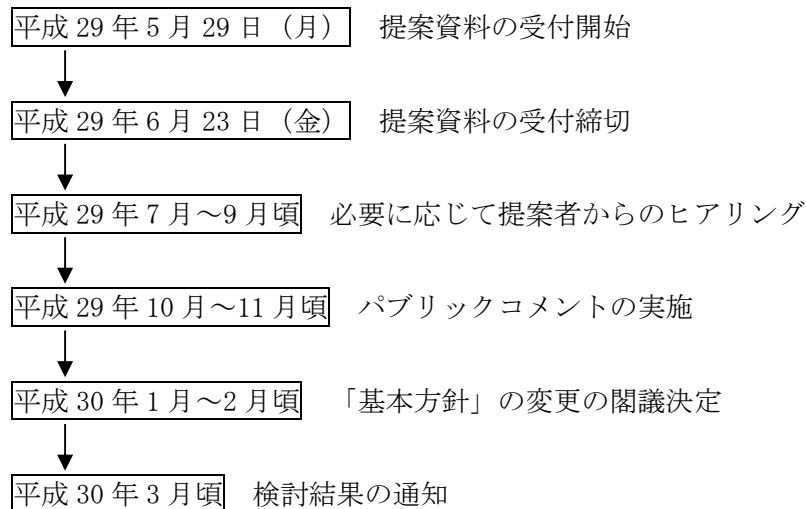 平成 29 年 5 月 29 日（月） 提案資料の受付開始
平成 29 年 6 月 23 日（金） 提案資料の受付締切
平成 29 年 7 月～9 月頃 必要に応じて提案者からのヒアリング
平成 29 年 10 月～11 月頃 パブリックコメントの実施
平成 30 年 1 月～2 月頃 「基本方針」の変更の閣議決定
平成 30 年 3 月頃 検討結果の通知